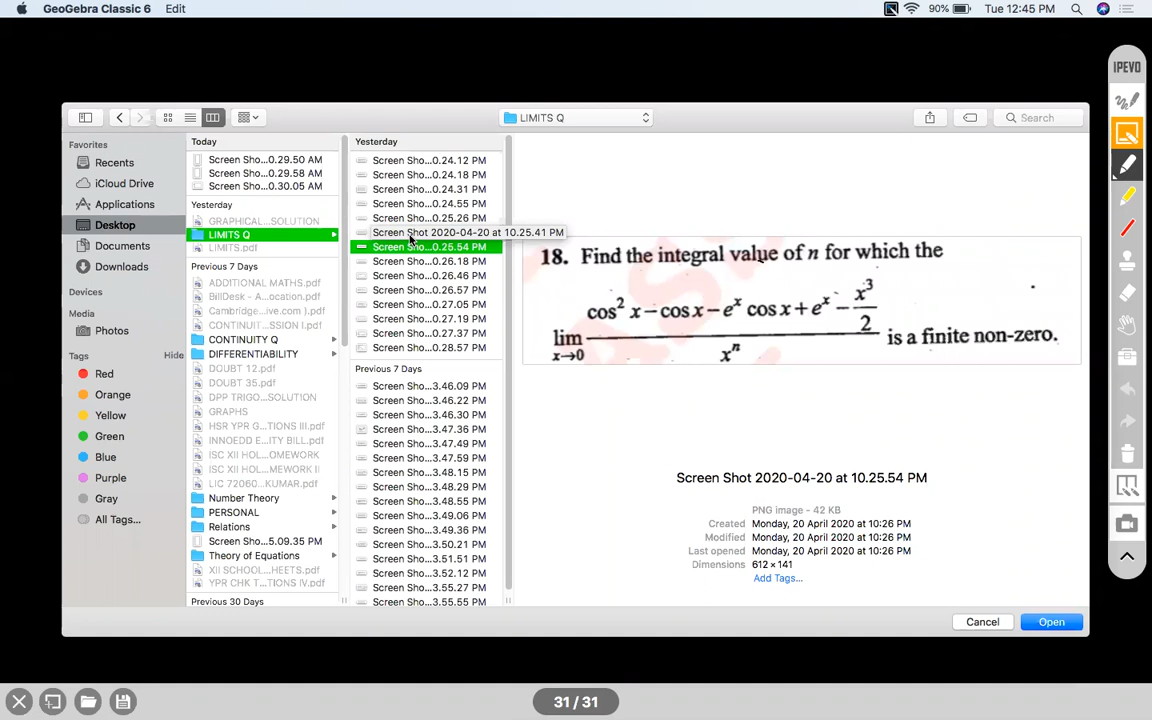 GeoGebra Classic 6 Edit
90% Tue 12:45 PM
IPEVO
LIMITS Q
Search
Favorites
Recents
iCloud Drive
Applications
Desktop
Documents
Downloads
Devices
Media
Photos
Tags Hide
Red
Orange
Yellow
Green
Blue
Purple
Gray
All Tags...
Today
Screen Sho...0.29.50 AM
Screen Sho...0.29.58 AM
Screen Sho...0.30.05 AM
Yesterday
GRAPHICAL...SOLUTION
LIMITS Q
LIMITS.pdf
Previous 7 Days
ADDITIONAL MATHS.pdf
BillDesk - A...ocation.pdf
Cambridge...ive.com ).pdf
CONTINUIT...SSION I.pdf
CONTINUITY Q
DIFFERENTIABILITY
DOUBT 12.pdf
DOUBT 35.pdf
DPP TRIGO...SOLUTION
GRAPHS
HSR YPR G...TIONS III.pdf
INNOEDD E...ITY BILL.pdf
ISC XII HOL...OMEWORK
ISC XII HOL...MEWORK II
LIC 72060...KUMAR.pdf
Number Theory
PERSONAL
Relations
Screen Sho...5.09.35 PM
Theory of Equations
XII SCHOOL...HEETS.pdf
YPR CHK T...TIONS IV.pdf
Previous 30 Days
Yesterday
Screen Sho...0.24.12 PM
Screen Sho...0.24.18 PM
Screen Sho...0.24.31 PM
Screen Sho...0.24.55 PM
Screen Sho...0.25.26 PM
Screen Shot 2020-04-20 at 10.25.41 PM
Screen Sho...0.25.54 PM
Screen Sho...0.26.18 PM
Screen Sho...0.26.46 PM
Screen Sho...0.26.57 PM
Screen Sho...0.27.05 PM
Screen Sho...0.27.19 PM
Screen Sho...0.27.37 PM
Screen Sho...0.28.57 PM
Previous 7 Days
Screen Sho...3.46.09 PM
Screen Sho...3.46.22 PM
Screen Sho...3.46.30 PM
Screen Sho...3.47.36 PM
Screen Sho...3.47.49 PM
Screen Sho...3.47.59 PM
Screen Sho...3.48.15 PM
Screen Sho...3.48.29 PM
Screen Sho...3.48.55 PM
Screen Sho...3.49.06 PM
Screen Sho...3.49.36 PM
Screen Sho...3.50.21 PM
Screen Sho...3.51.51 PM
Screen Sho...3.52.12 PM
Screen Sho...3.55.27 PM
Screen Sho...3.55.55 PM
18. Find the integral value of n for which the
lim x→0 (cos² x − cos x − eˣ cos x + eˣ − x³/2) / xⁿ is a finite non-zero.
Screen Shot 2020-04-20 at 10.25.54 PM
PNG image - 42 KB
Created Monday, 20 April 2020 at 10:26 PM
Modified Monday, 20 April 2020 at 10:26 PM
Last opened Monday, 20 April 2020 at 10:26 PM
Dimensions 612×141
Add Tags...
Cancel Open
31 / 31